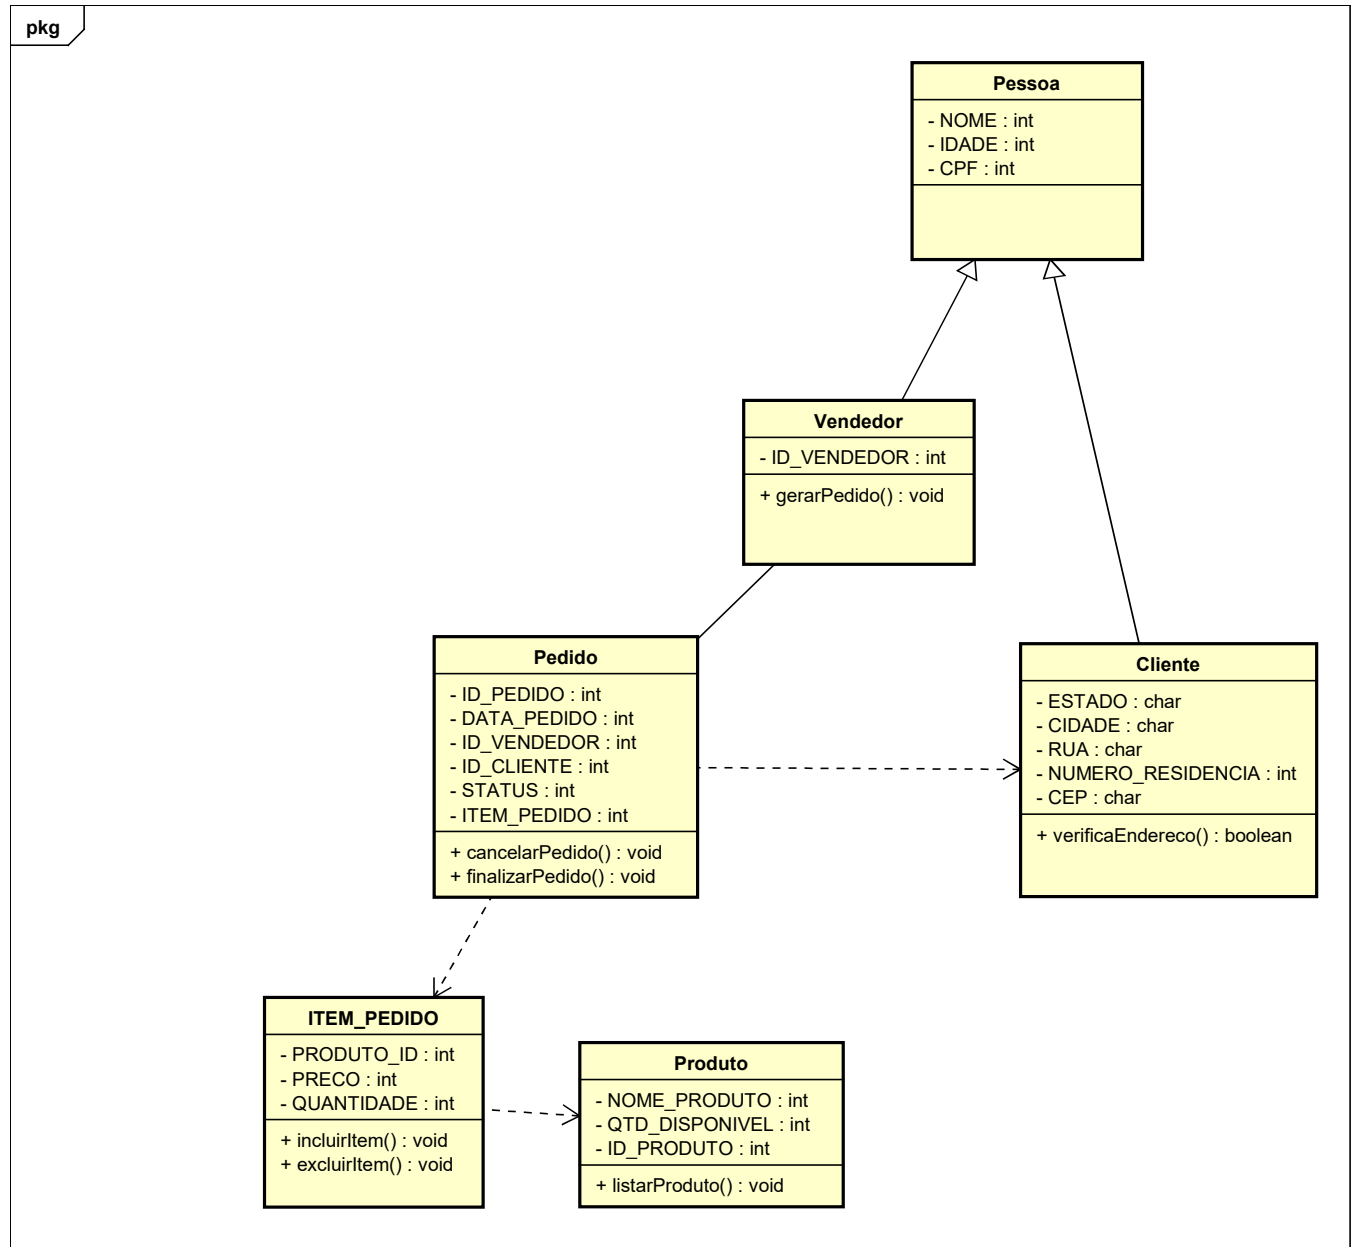 pkg
Pessoa
- NOME : int
- IDADE : int
- CPF : int
Vendedor
- ID_VENDEDOR : int
+ gerarPedido() : void
Pedido
- ID_PEDIDO : int
- DATA_PEDIDO : int
- ID_VENDEDOR : int
- ID_CLIENTE : int
- STATUS : int
- ITEM_PEDIDO : int
+ cancelarPedido() : void
+ finalizarPedido() : void
Cliente
- ESTADO : char
- CIDADE : char
- RUA : char
- NUMERO_RESIDENCIA : int
- CEP : char
+ verificaEndereco() : boolean
ITEM_PEDIDO
- PRODUTO_ID : int
- PRECO : int
- QUANTIDADE : int
+ incluirItem() : void
+ excluirItem() : void
Produto
- NOME_PRODUTO : int
- QTD_DISPONIVEL : int
- ID_PRODUTO : int
+ listarProduto() : void